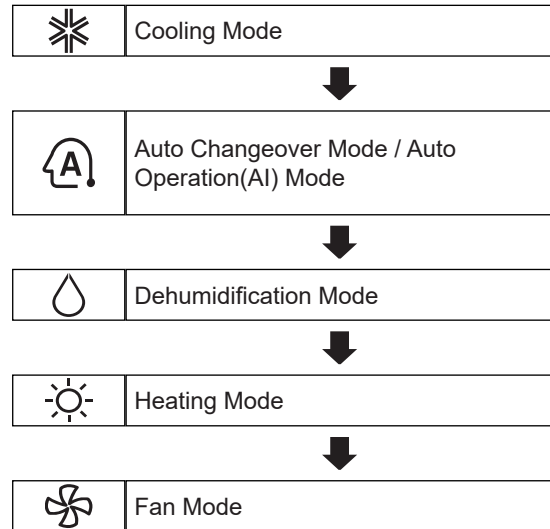 Cooling Mode
A
Auto Changeover Mode / Auto
Operation(AI) Mode
Dehumidification Mode
Heating Mode
Fan Mode